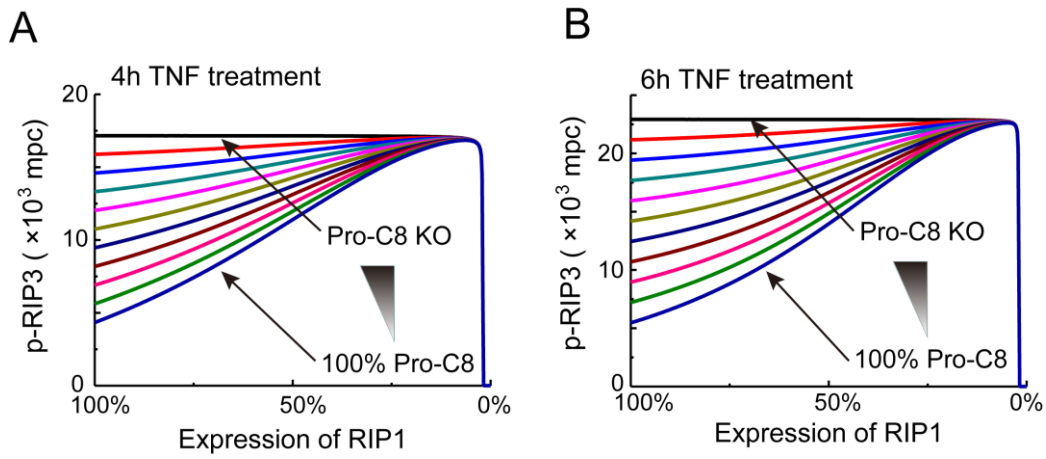 A
4h TNF treatment
p-RIP3 ( ×10³ mpc)
20
10
0
Pro-C8 KO
100% Pro-C8
100%
50%
0%
Expression of RIP1
B
6h TNF treatment
p-RIP3 ( ×10³ mpc)
20
10
0
Pro-C8 KO
100% Pro-C8
100%
50%
0%
Expression of RIP1